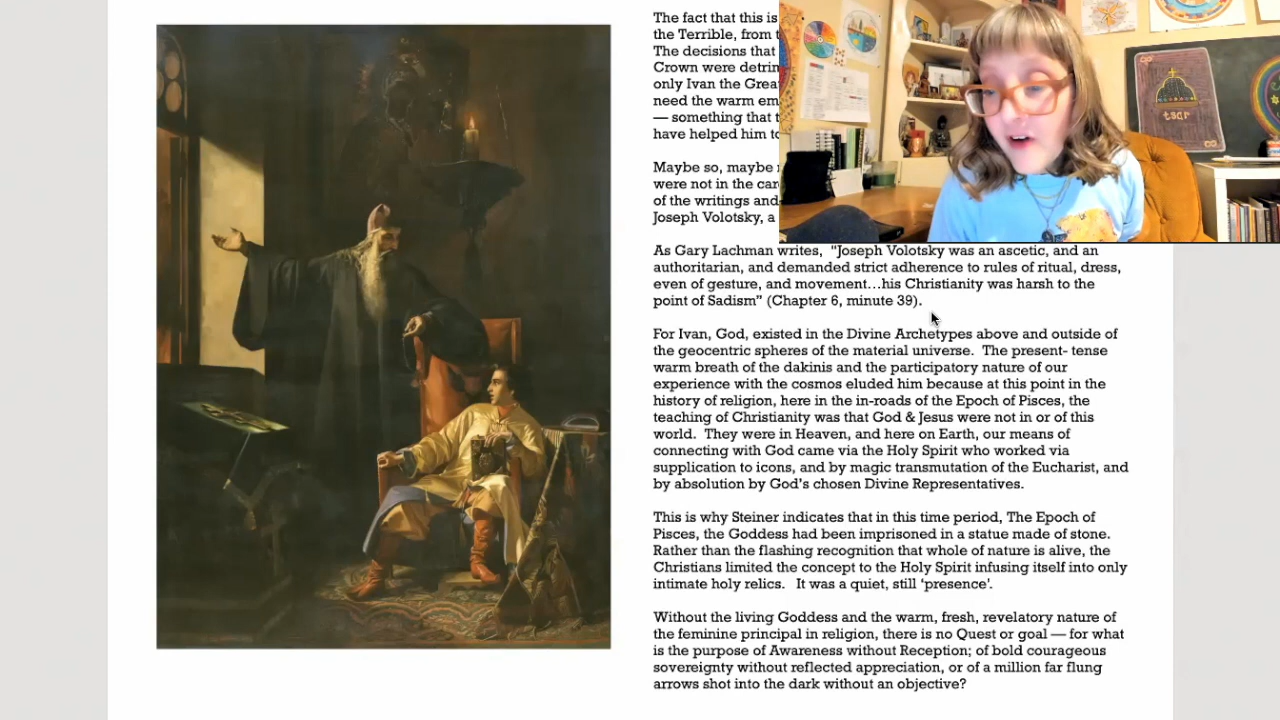 The fact that this is
the Terrible, from
The decisions that
Crown were
only Ivan the
need the warm
— something that
have helped him
Maybe so, maybe
were not in the
of the writings and
Joseph Volotsky, a
As Gary Lachman writes, “Joseph Volotsky was an ascetic, and an
authoritarian, and demanded strict adherence to rules of ritual, dress,
even of gesture, and movement...his Christianity was harsh to the
point of Sadism” (Chapter 6, minute 39).
For Ivan, God, existed in the Divine Archetypes above and outside of
the geocentric spheres of the material universe. The present- tense
warm breath of the dakinis and the participatory nature of our
experience with the cosmos eluded him because at this point in the
history of religion, here in the in-roads of the Epoch of Pisces, the
teaching of Christianity was that God & Jesus were not in or of this
world. They were in Heaven, and here on Earth, our means of
connecting with God came via the Holy Spirit who worked via
supplication to icons, and by magic transmutation of the Eucharist, and
by absolution by God’s chosen Divine Representatives.
This is why Steiner indicates that in this time period, The Epoch of
Pisces, the Goddess had been imprisoned in a statue made of stone.
Rather than the flashing recognition that whole of nature is alive, the
Christians limited the concept to the Holy Spirit infusing itself into only
intimate holy relics. It was a quiet, still ‘presence’.
Without the living Goddess and the warm, fresh, revelatory nature of
the feminine principal in religion, there is no Quest or goal — for what
is the purpose of Awareness without Reception; of bold courageous
sovereignty without reflected appreciation, or of a million far flung
arrows shot into the dark without an objective?
tsar